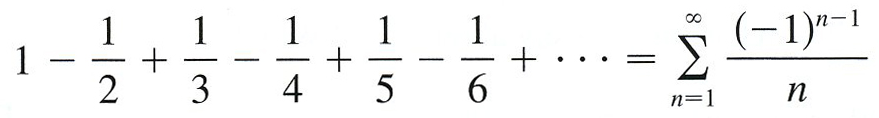 1 − 1/2 + 1/3 − 1/4 + 1/5 − 1/6 + · · · = ∑_{n=1}^{∞} (−1)^{n−1}/n